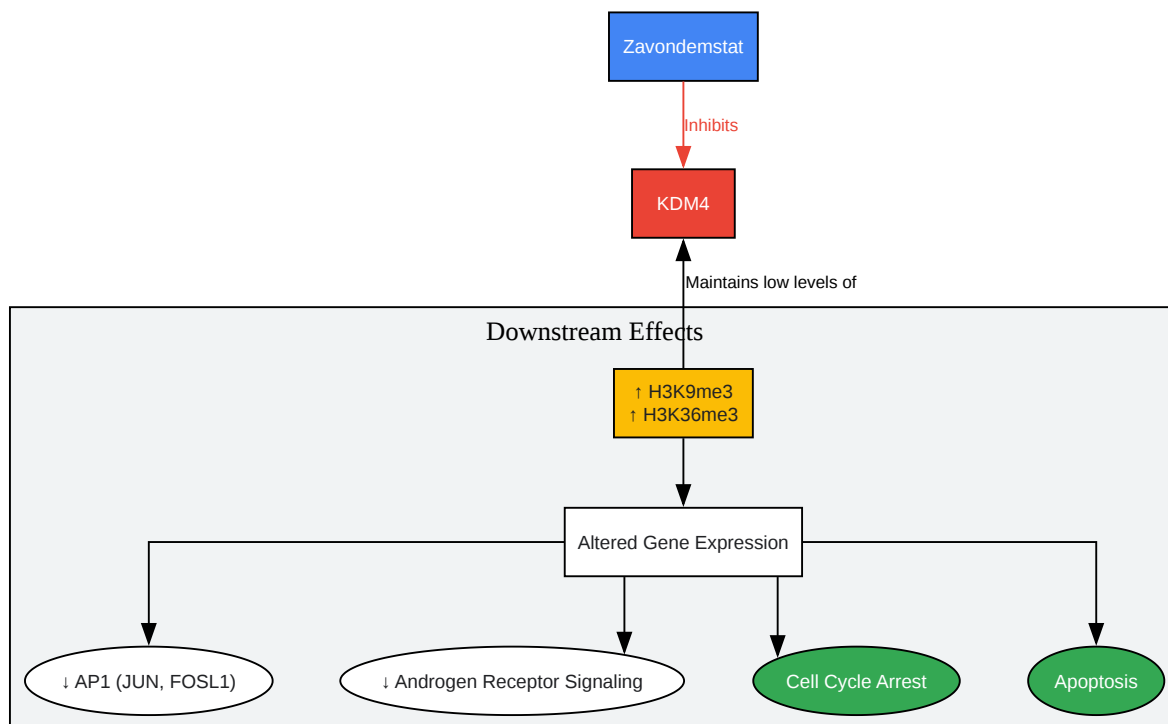 Zavondemstat
Inhibits
KDM4
Maintains low levels of
Downstream Effects
↑ H3K9me3
↑ H3K36me3
Altered Gene Expression
↓ AP1 (JUN, FOSL1)
↓ Androgen Receptor Signaling
Cell Cycle Arrest
Apoptosis